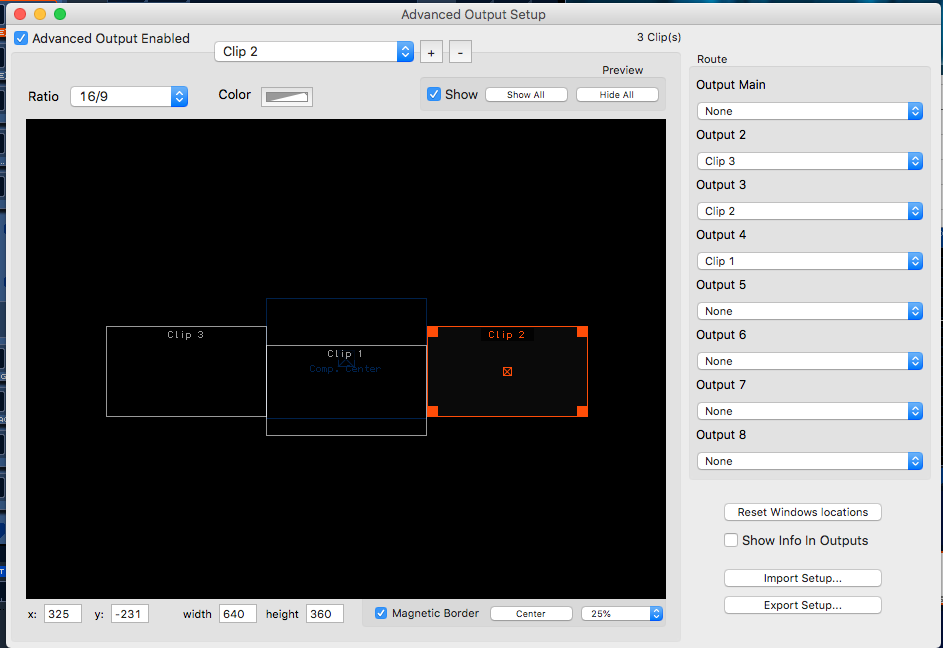 Advanced Output Setup
Advanced Output Enabled
Clip 2
+
-
3 Clip(s)
Preview
Ratio
16/9
Color
Show
Show All
Hide All
Clip 3
Clip 1
Comp. Center
Clip 2
x:
325
y:
-231
width
640
height
360
Magnetic Border
Center
25%
Route
Output Main
None
Output 2
Clip 3
Output 3
Clip 2
Output 4
Clip 1
Output 5
None
Output 6
None
Output 7
None
Output 8
None
Reset Windows locations
Show Info In Outputs
Import Setup...
Export Setup...